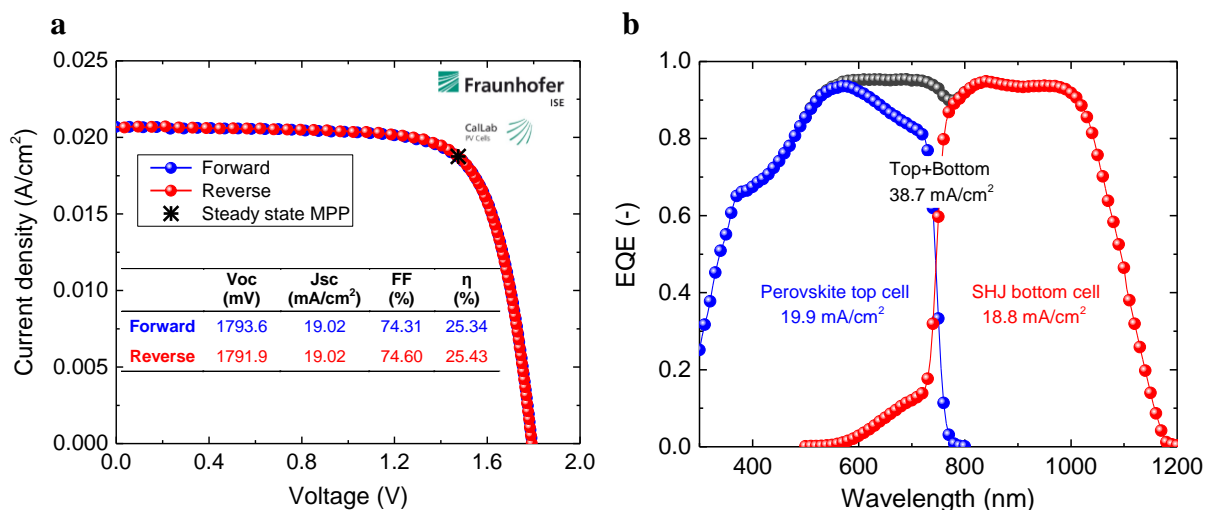 a
Current density (A/cm²)
0.025
0.020
0.015
0.010
0.005
0.000
Fraunhofer
ISE
CalLab
PV Cells
Forward
Reverse
Steady state MPP
Voc Jsc FF η
(mV) (mA/cm²) (%) (%)
Forward 1793.6 19.02 74.31 25.34
Reverse 1791.9 19.02 74.60 25.43
0.0 0.4 0.8 1.2 1.6 2.0
Voltage (V)
b
EQE (-)
1.0
0.8
0.6
0.4
0.2
0.0
Top+Bottom
38.7 mA/cm²
Perovskite top cell
19.9 mA/cm²
SHJ bottom cell
18.8 mA/cm²
400 600 800 1000 1200
Wavelength (nm)